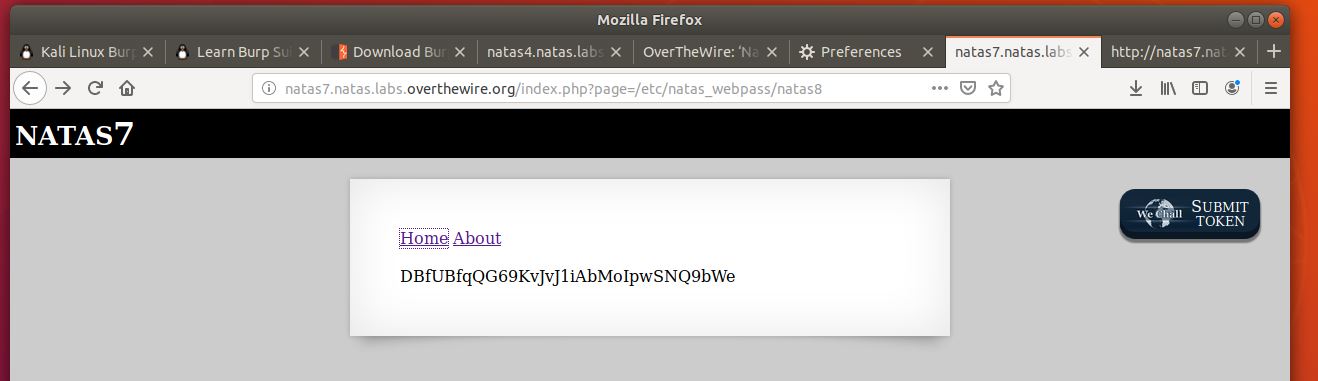 Mozilla Firefox
Kali Linux Burp
Learn Burp Sui
Download Bur
natas4.natas.labs
OverTheWire: ‘Na
Preferences
natas7.natas.labs
http://natas7.nat
natas7.natas.labs.overthewire.org/index.php?page=/etc/natas_webpass/natas8
NATAS7
We Chall
SUBMIT
TOKEN
Home About
DBfUBfqQG69KvJvJ1iAbMoIpwSNQ9bWe